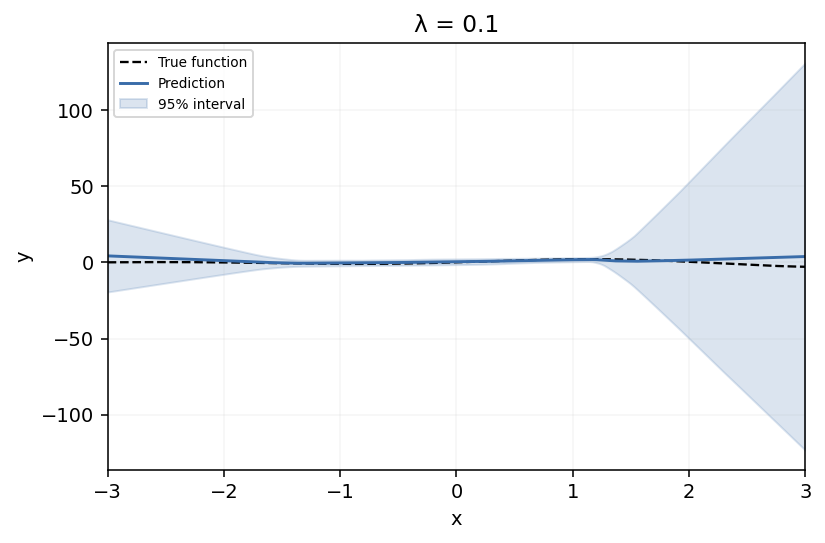 λ = 0.1
True function
Prediction
95% interval
100
50
0
−50
−100
y
−3
−2
−1
0
1
2
3
x